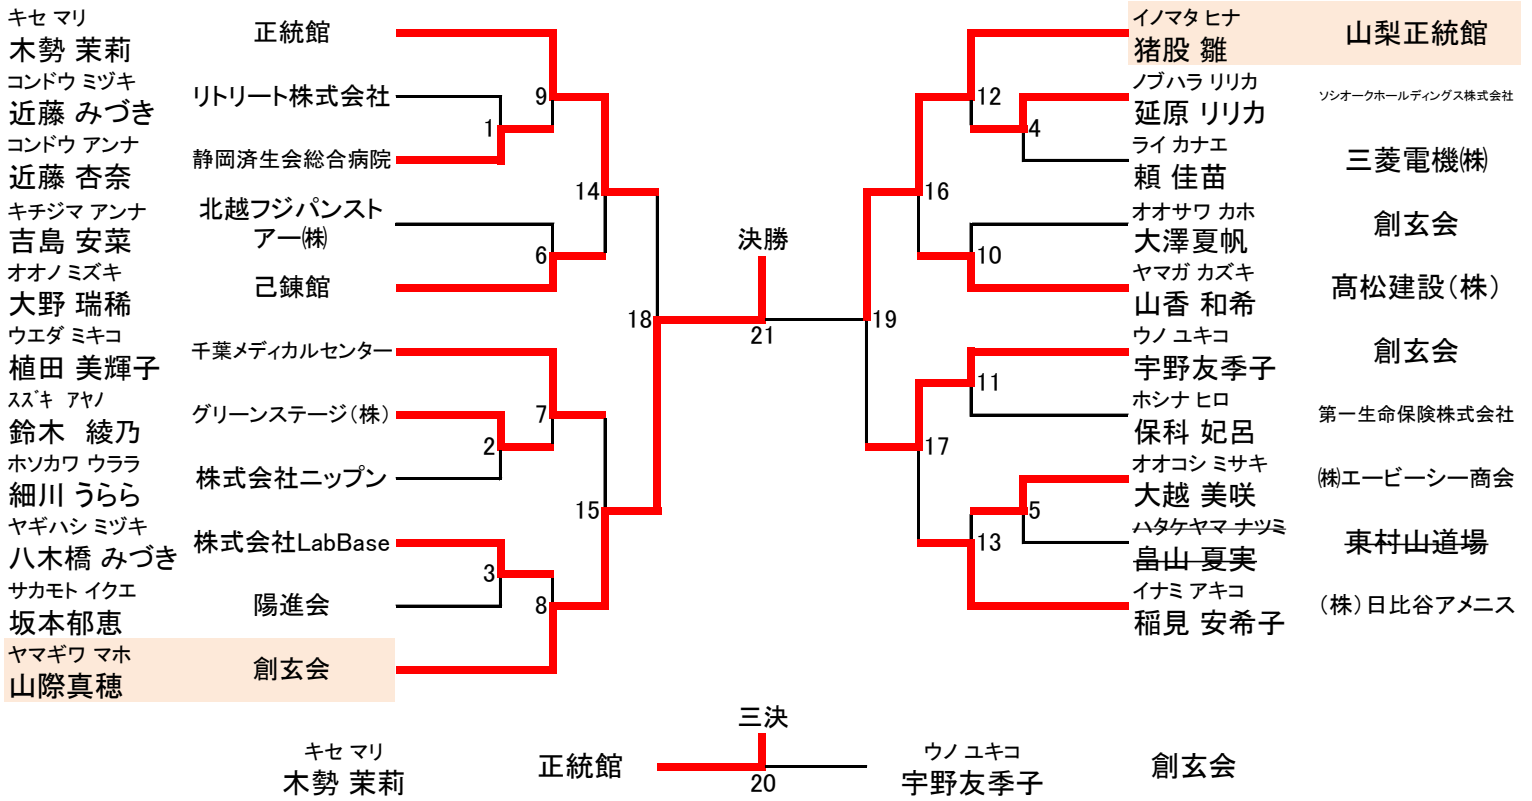 キセ マリ
木勢 茉莉
正統館
コンドウ ミヅキ
近藤 みづき
リトリート株式会社
コンドウ アンナ
近藤 杏奈
静岡済生会総合病院
キチジマ アンナ
吉島 安菜
北越フジパンスト
アー㈱
オオノ ミズキ
大野 瑞稀
己錬館
ウエダ ミキコ
植田 美輝子
千葉メディカルセンター
スズキ アヤノ
鈴木 綾乃
グリーンステージ（株）
ホソカワ ウララ
細川 うらら
株式会社ニップン
ヤギハシ ミヅキ
八木橋 みづき
株式会社LabBase
サカモト イクエ
坂本郁恵
陽進会
ヤマギワ マホ
山際真穂
創玄会
9
1
14
6
18
7
2
15
3
8
決勝
21
12
4
16
10
19
11
17
5
13
イノマタ ヒナ
猪股 雛
山梨正統館
ノブハラ リリカ
延原 リリカ
ソシオークホールディングス株式会社
ライ カナエ
頼 佳苗
三菱電機㈱
オオサワ カホ
大澤夏帆
創玄会
ヤマガ カズキ
山香 和希
髙松建設（株）
ウノ ユキコ
宇野友季子
創玄会
ホシナ ヒロ
保科 妃呂
第一生命保険株式会社
オオコシ ミサキ
大越 美咲
㈱エービーシー商会
ハタケヤマ ナツミ
畠山 夏実
東村山道場
イナミ アキコ
稲見 安希子
（株）日比谷アメニス
三決
キセ マリ
木勢 茉莉
正統館
20
ウノ ユキコ
宇野友季子
創玄会